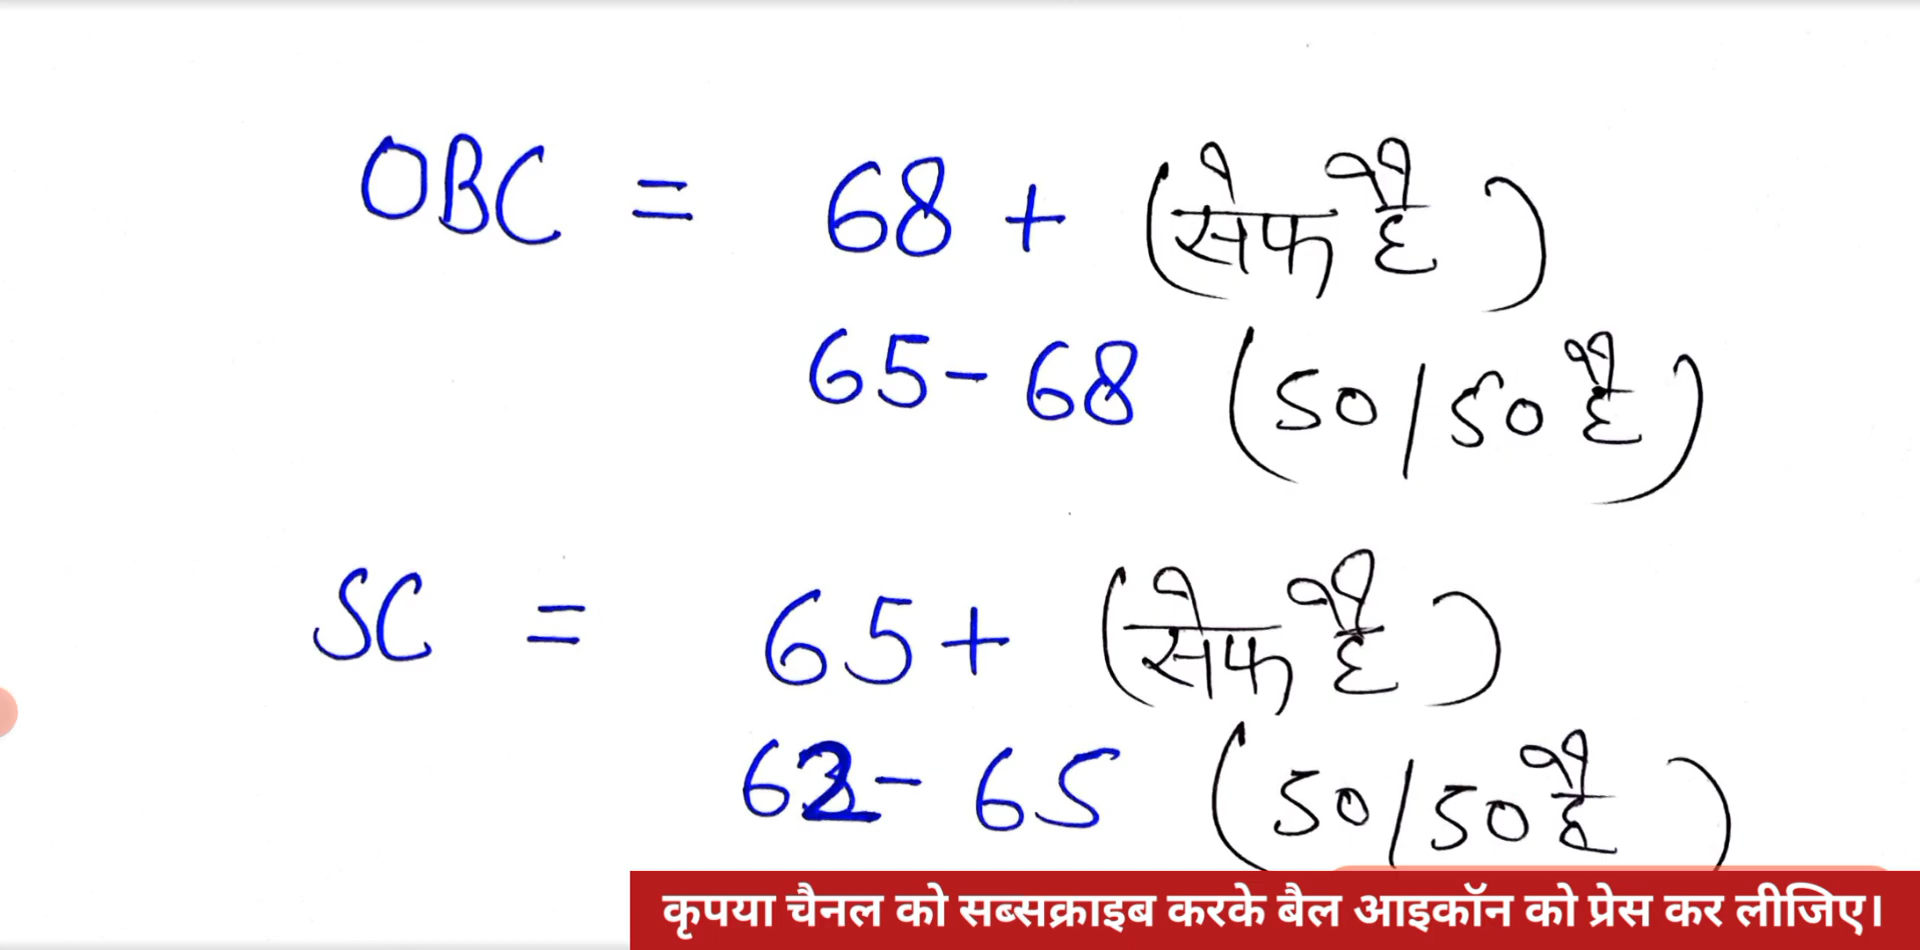 OBC = 68 + (सेफ है)
65-68 (50/50 है)
SC = 65+ (सेफ है)
62-65 (50/50 है)
कृपया चैनल को सब्सक्राइब करके बैल आइकॉन को प्रेस कर लीजिए।